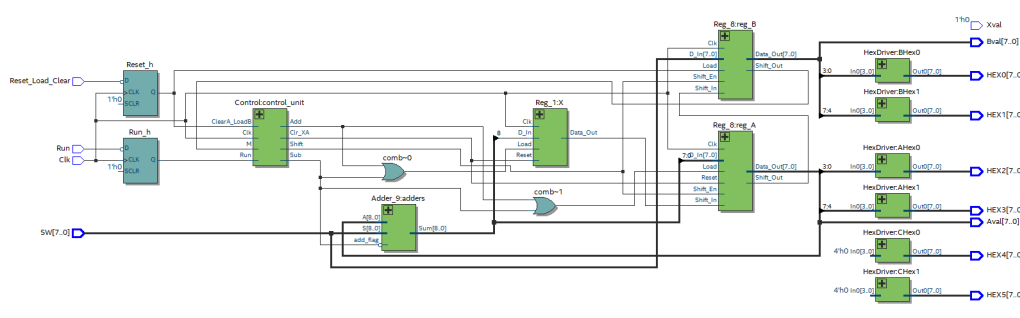 Reset_Load_Clear
Run
Clk
SW[7..0]
Reset_h
D
CLK
Q
1'h0
SCLR
Run_h
D
CLK
Q
1'h0
SCLR
Control:control_unit
ClearA_LoadB
Clk
M
Run
Add
Clr_XA
Shift
Sub
comb~0
Adder_9:adders
A[8..0]
S[8..0]
add_flag
Sum[8..0]
Reg_1:X
Clk
D_In
Load
Reset
Data_Out
8
comb~1
Reg_8:reg_B
Clk
D_In[7..0]
Load
Shift_En
Shift_In
Data_Out[7..0]
Shift_Out
Reg_8:reg_A
Clk
7:0
D_In[7..0]
Load
Reset
Shift_En
Shift_In
Data_Out[7..0]
Shift_Out
HexDriver:BHex0
3:0
In0[3..0]
Out0[7..0]
HexDriver:BHex1
7:4
In0[3..0]
Out0[7..0]
HexDriver:AHex0
3:0
In0[3..0]
Out0[7..0]
HexDriver:AHex1
7:4
In0[3..0]
Out0[7..0]
HexDriver:CHex0
4'h0
In0[3..0]
Out0[7..0]
HexDriver:CHex1
4'h0
In0[3..0]
Out0[7..0]
1'h0
Xval
Bval[7..0]
HEX0[7..0
HEX1[7..0
HEX2[7..0
HEX3[7..0
Aval[7..0]
HEX4[7..0
HEX5[7..0